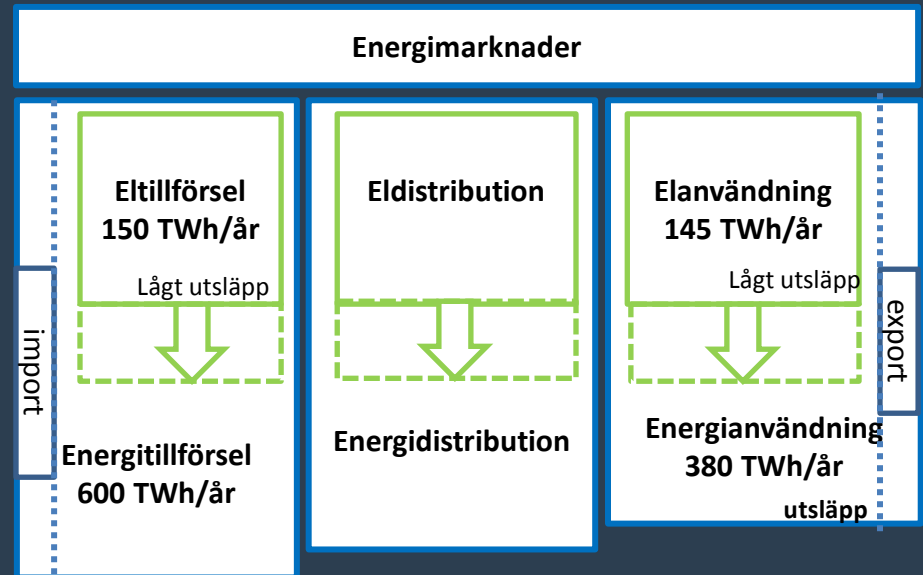 Energimarknader
Eltillförsel
150 TWh/år
Lågt utsläpp
Eldistribution
Elanvändning
145 TWh/år
Lågt utsläpp
import
export
Energitillförsel
600 TWh/år
Energidistribution
Energianvändning
380 TWh/år
utsläpp